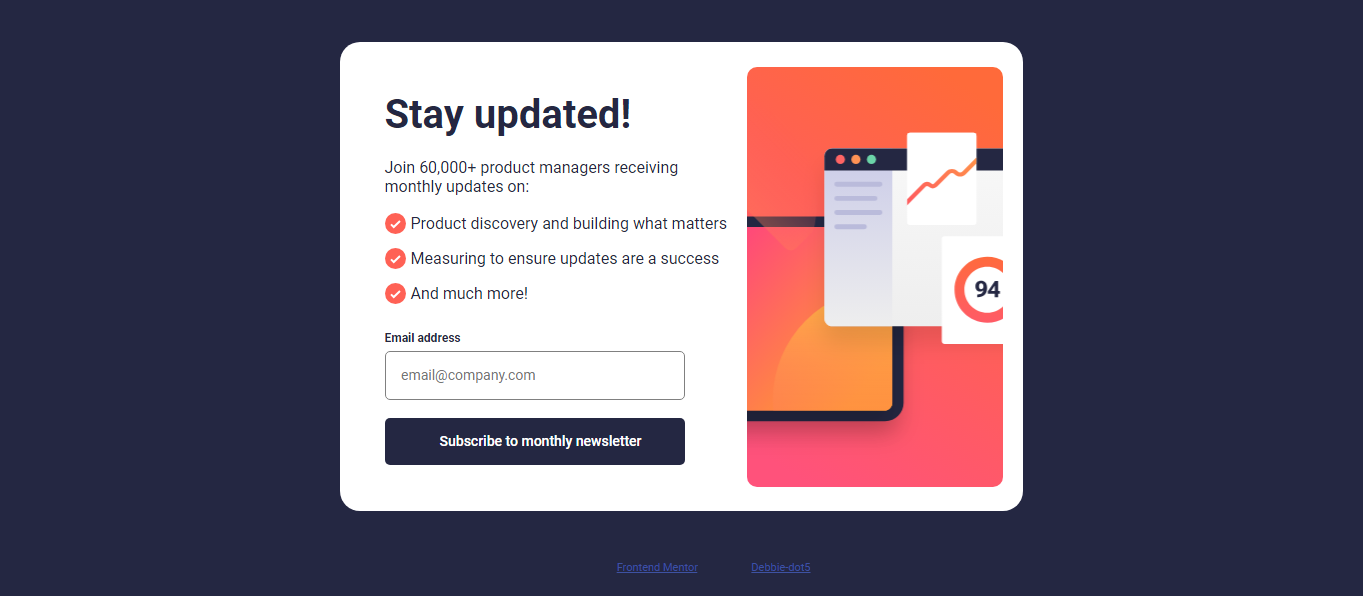 Stay updated!
Join 60,000+ product managers receiving
monthly updates on:
Product discovery and building what matters
Measuring to ensure updates are a success
And much more!
Email address
email@company.com
Subscribe to monthly newsletter
94
Frontend Mentor Debbie-dot5